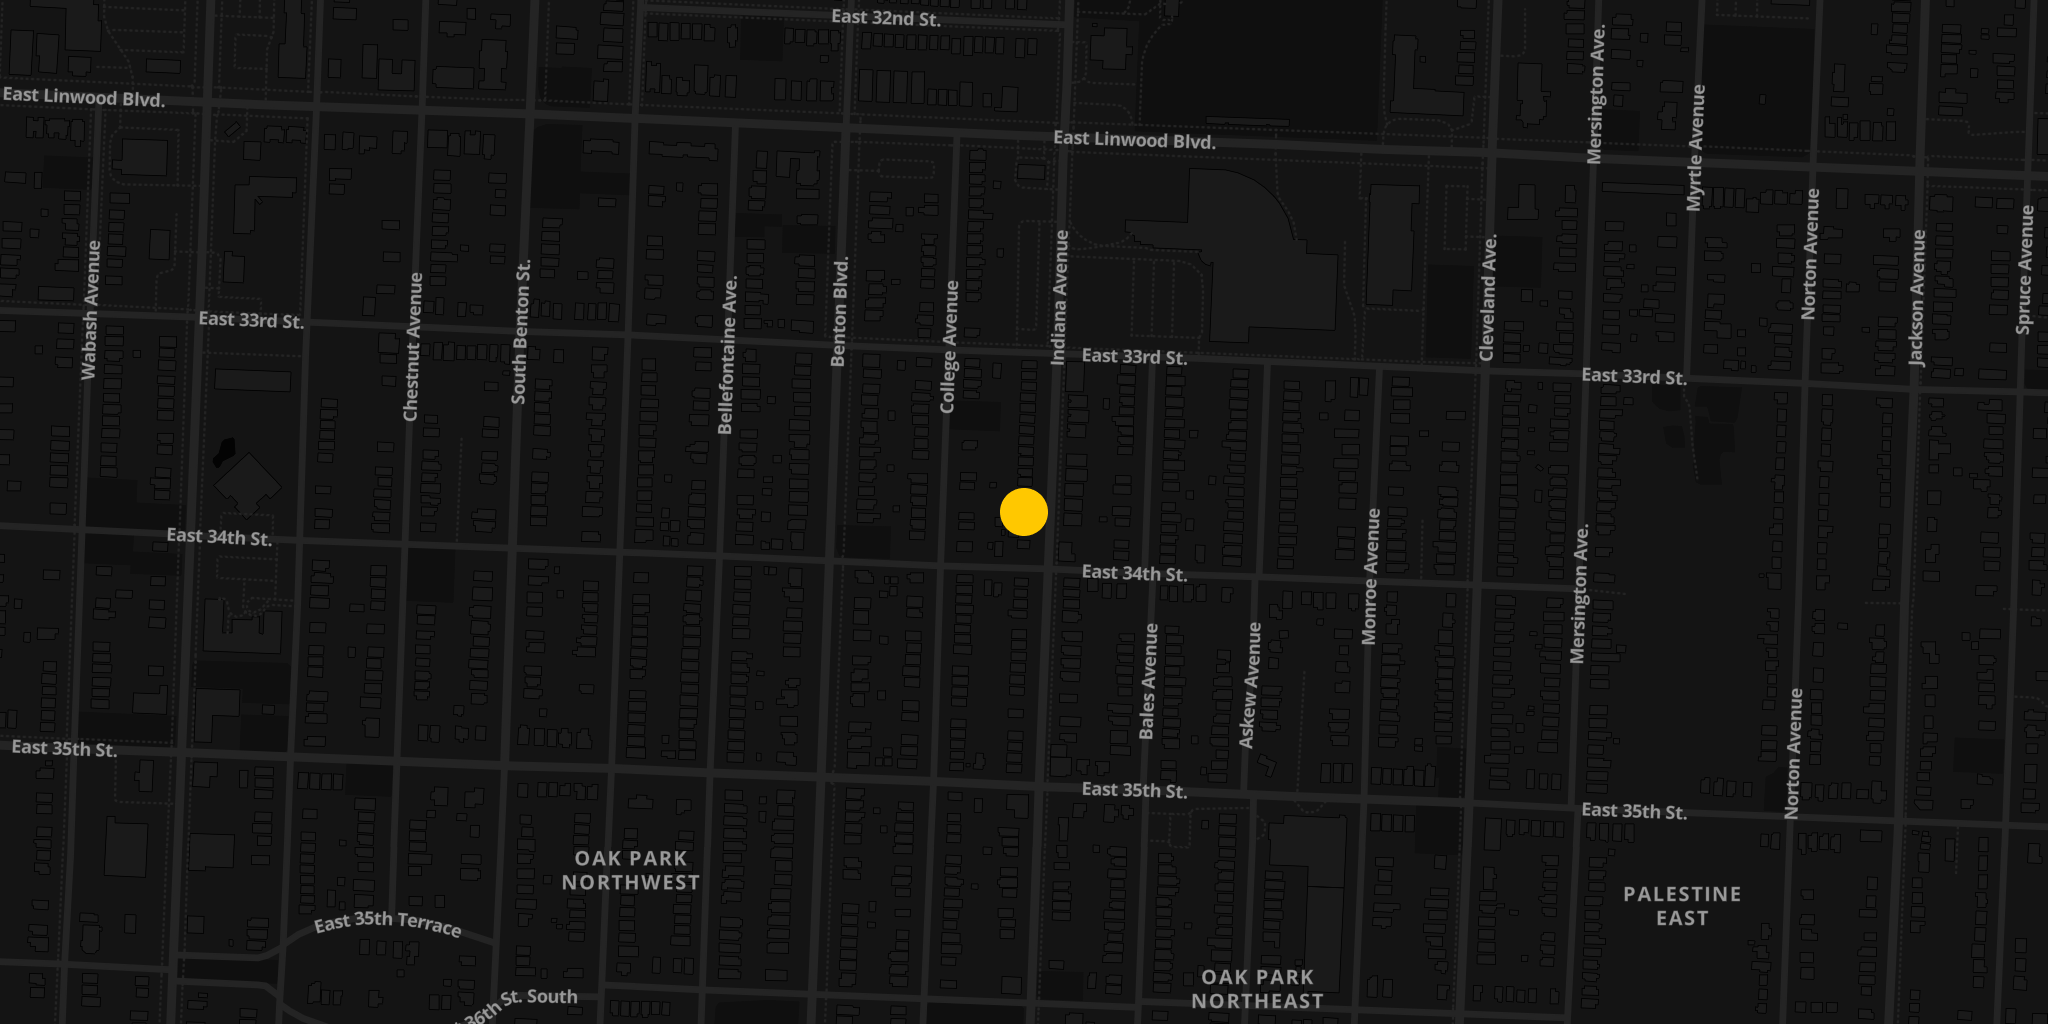 East 32nd St.
East Linwood Blvd.
East Linwood Blvd.
Mersington Ave.
Myrtle Avenue
Norton Avenue
Jackson Avenue
Spruce Avenue
Wabash Avenue
Chestnut Avenue
South Benton St.
Bellefontaine Ave.
Benton Blvd.
College Avenue
Indiana Avenue
Cleveland Ave.
East 33rd St.
East 33rd St.
East 33rd St.
East 34th St.
East 34th St.
Monroe Avenue
Mersington Ave.
Bales Avenue
Askew Avenue
Norton Avenue
East 35th St.
East 35th St.
East 35th St.
OAK PARK
NORTHWEST
PALESTINE
EAST
East 35th Terrace
OAK PARK
NORTHEAST
36th St. South